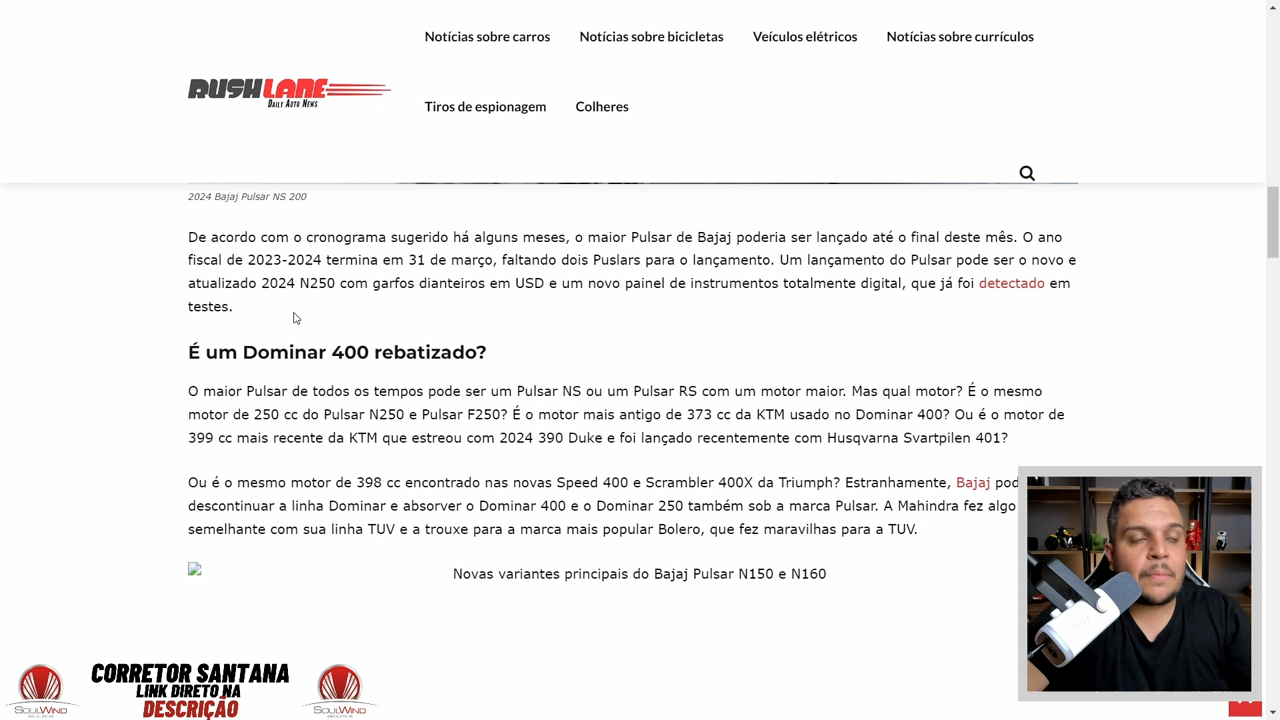 Notícias sobre carros
Notícias sobre bicicletas
Veículos elétricos
Notícias sobre currículos
RUSHLANE
DAILY AUTO NEWS
Tiros de espionagem
Colheres
2024 Bajaj Pulsar NS 200
De acordo com o cronograma sugerido há alguns meses, o maior Pulsar de Bajaj poderia ser lançado até o final deste mês. O ano
fiscal de 2023-2024 termina em 31 de março, faltando dois Puslars para o lançamento. Um lançamento do Pulsar pode ser o novo e
atualizado 2024 N250 com garfos dianteiros em USD e um novo painel de instrumentos totalmente digital, que já foi detectado em
testes.
É um Dominar 400 rebatizado?
O maior Pulsar de todos os tempos pode ser um Pulsar NS ou um Pulsar RS com um motor maior. Mas qual motor? É o mesmo
motor de 250 cc do Pulsar N250 e Pulsar F250? É o motor mais antigo de 373 cc da KTM usado no Dominar 400? Ou é o motor de
399 cc mais recente da KTM que estreou com 2024 390 Duke e foi lançado recentemente com Husqvarna Svartpilen 401?
Ou é o mesmo motor de 398 cc encontrado nas novas Speed 400 e Scrambler 400X da Triumph? Estranhamente, Bajaj
descontinuar a linha Dominar e absorver o Dominar 400 e o Dominar 250 também sob a marca Pulsar. A Mahindra fez algo
semelhante com sua linha TUV e a trouxe para a marca mais popular Bolero, que fez maravilhas para a TUV.
Novas variantes principais do Bajaj Pulsar N150 e N160
CORRETOR SANTANA
LINK DIRETO NA
DESCRIÇÃO
SOULWIND
SOULWIND